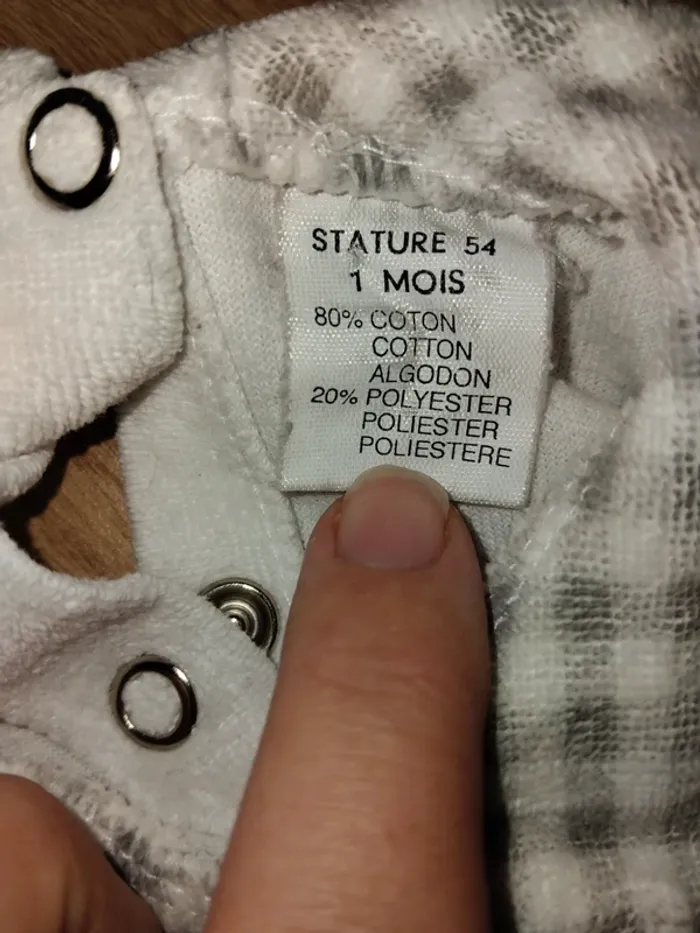 STATURE 54
1 MOIS
80% COTON
COTTON
ALGODON
20% POLYESTER
POLIESTER
POLIESTERE